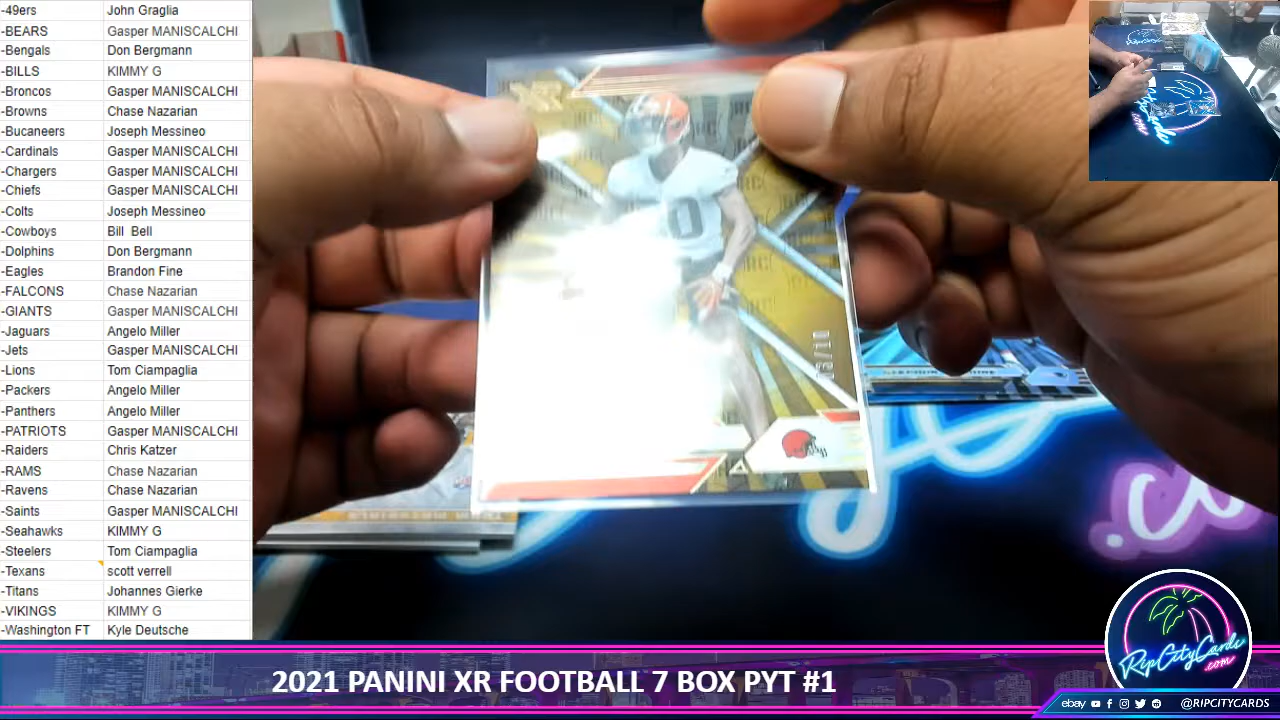 -49ers John Graglia
-BEARS Gasper MANISCALCHI
-Bengals Don Bergmann
-BILLS KIMMY G
-Broncos Gasper MANISCALCHI
-Browns Chase Nazarian
-Bucaneers Joseph Messineo
-Cardinals Gasper MANISCALCHI
-Chargers Gasper MANISCALCHI
-Chiefs Gasper MANISCALCHI
-Colts Joseph Messineo
-Cowboys Bill Bell
-Dolphins Don Bergmann
-Eagles Brandon Fine
-FALCONS Chase Nazarian
-GIANTS Gasper MANISCALCHI
-Jaguars Angelo Miller
-Jets Gasper MANISCALCHI
-Lions Tom Ciampaglia
-Packers Angelo Miller
-Panthers Angelo Miller
-PATRIOTS Gasper MANISCALCHI
-Raiders Chris Katzer
-RAMS Chase Nazarian
-Ravens Chase Nazarian
-Saints Gasper MANISCALCHI
-Seahawks KIMMY G
-Steelers Tom Ciampaglia
-Texans scott verrell
-Titans Johannes Gierke
-VIKINGS KIMMY G
-Washington FT Kyle Deutsche
RipCityCards
.com
2021 PANINI XR FOOTBALL 7 BOX PYT #1
ebay @RIPCITYCARDS